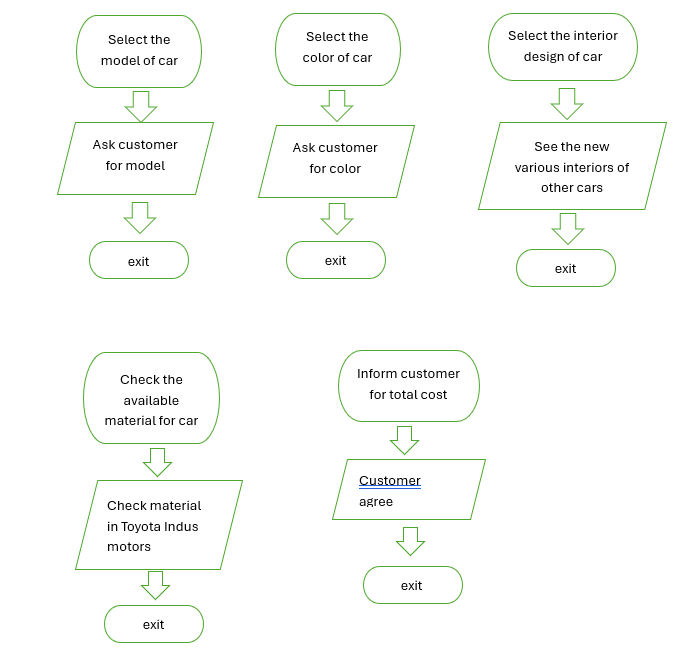 Select the
model of car
Ask customer
for model
exit
Select the
color of car
Ask customer
for color
exit
Select the interior
design of car
See the new
various interiors of
other cars
exit
Check the
available
material for car
Check material
in Toyota Indus
motors
exit
Inform customer
for total cost
Customer
agree
exit